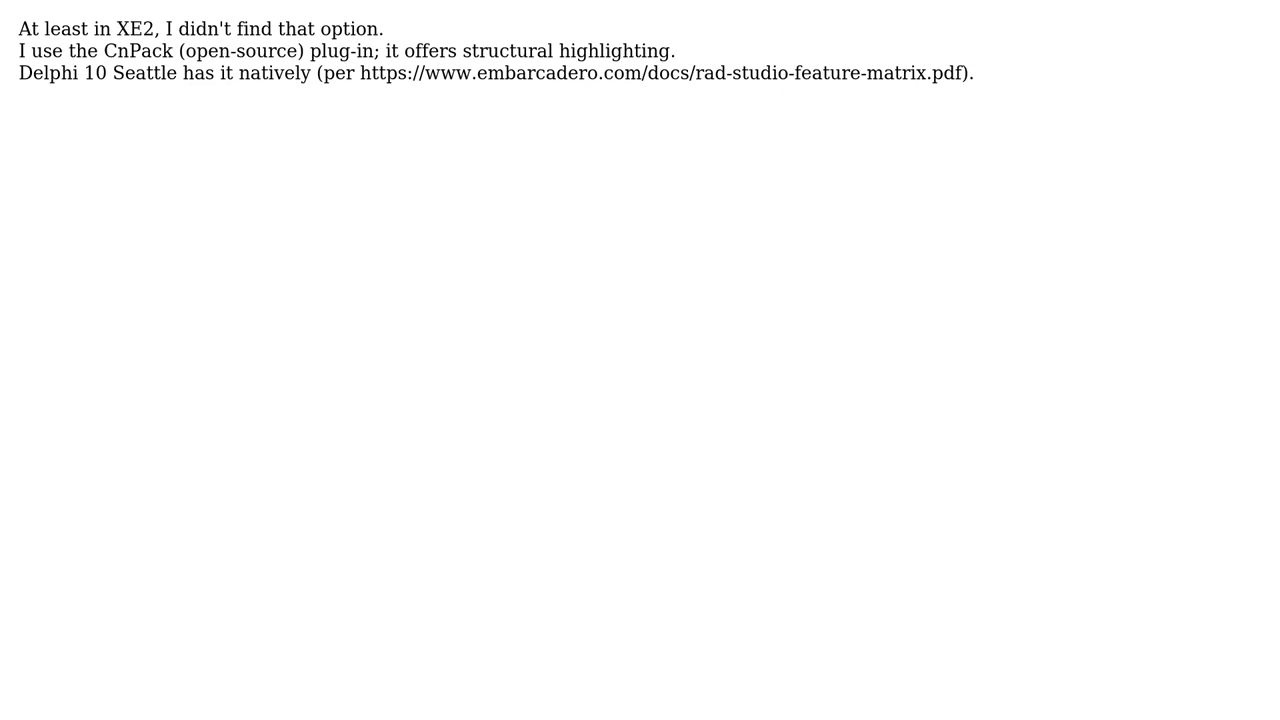 At least in XE2, I didn't find that option.
I use the CnPack (open-source) plug-in; it offers structural highlighting.
Delphi 10 Seattle has it natively (per https://www.embarcadero.com/docs/rad-studio-feature-matrix.pdf).